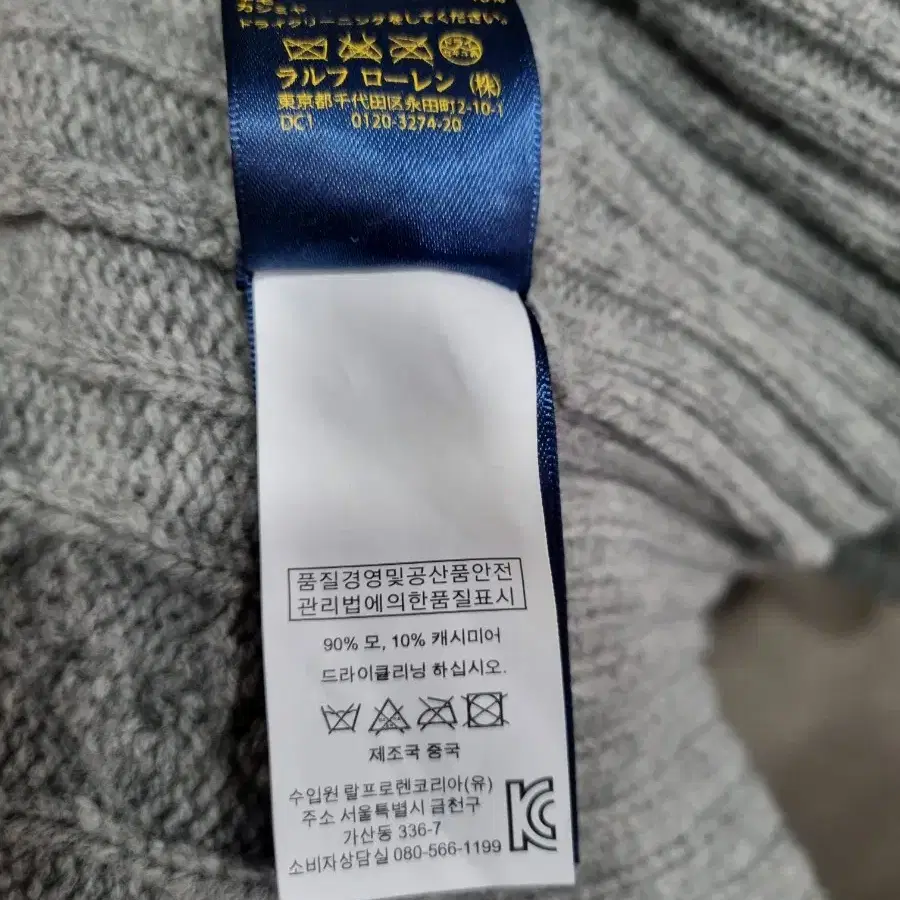 カシミヤ
ドライクリーニングをしてください。
ラルフ ローレン (株)
東京都千代田区永田町2-10-1
DC1 0120-3274-20
품질경영및공산품안전
관리법에의한품질표시
90% 모, 10% 캐시미어
드라이클리닝 하십시오.
제조국 중국
수입원 랄프로렌코리아(유)
주소 서울특별시 금천구
가산동 336-7
소비자상담실 080-566-1199